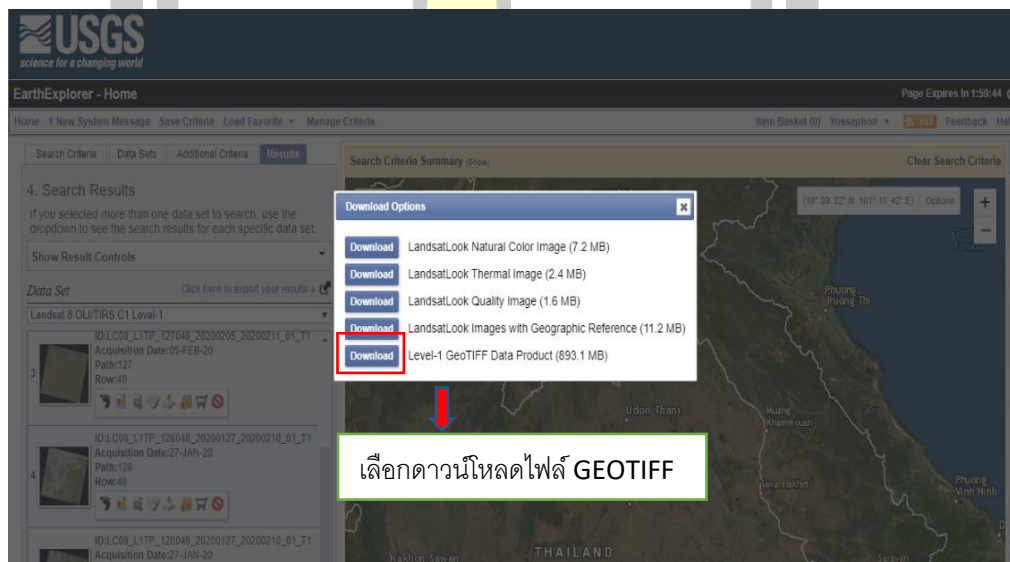 USGS
science for a changing world
EarthExplorer - Home
Page Expires In 1:59:44
Home 1 New System Message Save Criteria Load Favorite Manage Criteria
Item Basket (0) Yossaphon RSS Feedback Hel
Search Criteria Data Sets Additional Criteria Results
Search Criteria Summary (Show)
Clear Search Criteria
4. Search Results
If you selected more than one data set to search, use the
dropdown to see the search results for each specific data set.
Show Result Controls
Data Set
Click here to export your results »
Landsat 8 OLI/TIRS C1 Level-1
3
ID:LC08_L1TP_127049_20200205_20200211_01_T1
Acquisition Date:05-FEB-20
Path:127
Row:49
4
ID:LC08_L1TP_128048_20200127_20200210_01_T1
Acquisition Date:27-JAN-20
Path:128
Row:48
ID:LC08_L1TP_128049_20200127_20200210_01_T1
Acquisition Date:27-JAN-20
Download Options
Download LandsatLook Natural Color Image (7.2 MB)
Download LandsatLook Thermal Image (2.4 MB)
Download LandsatLook Quality Image (1.6 MB)
Download LandsatLook Images with Geographic Reference (11.2 MB)
Download Level-1 GeoTIFF Data Product (893.1 MB)
เลือกดาวน์โหลดไฟล์ GEOTIFF
Options
+
−
Phuong
Truong Thi
Udon Thani
Muang
Khammouan
Savannakhet
Phuong
Vinh Ninh
Nakhon Sawan
THAILAND
Saravan